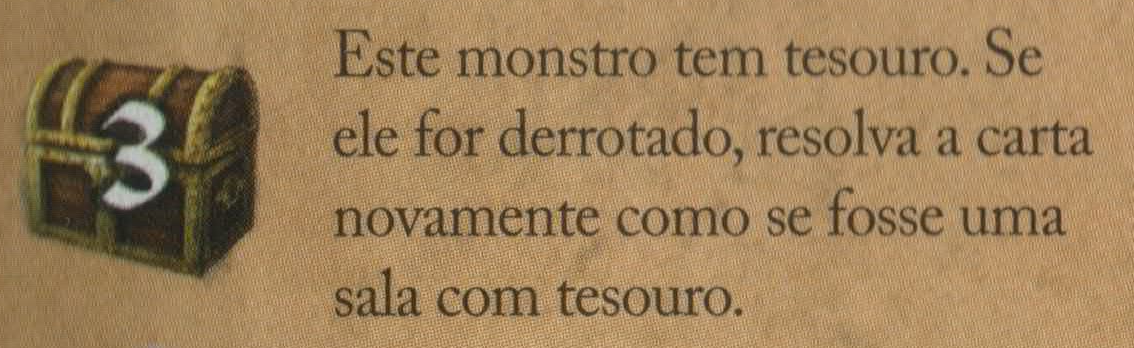 3
Este monstro tem tesouro. Se
ele for derrotado, resolva a carta
novamente como se fosse uma
sala com tesouro.